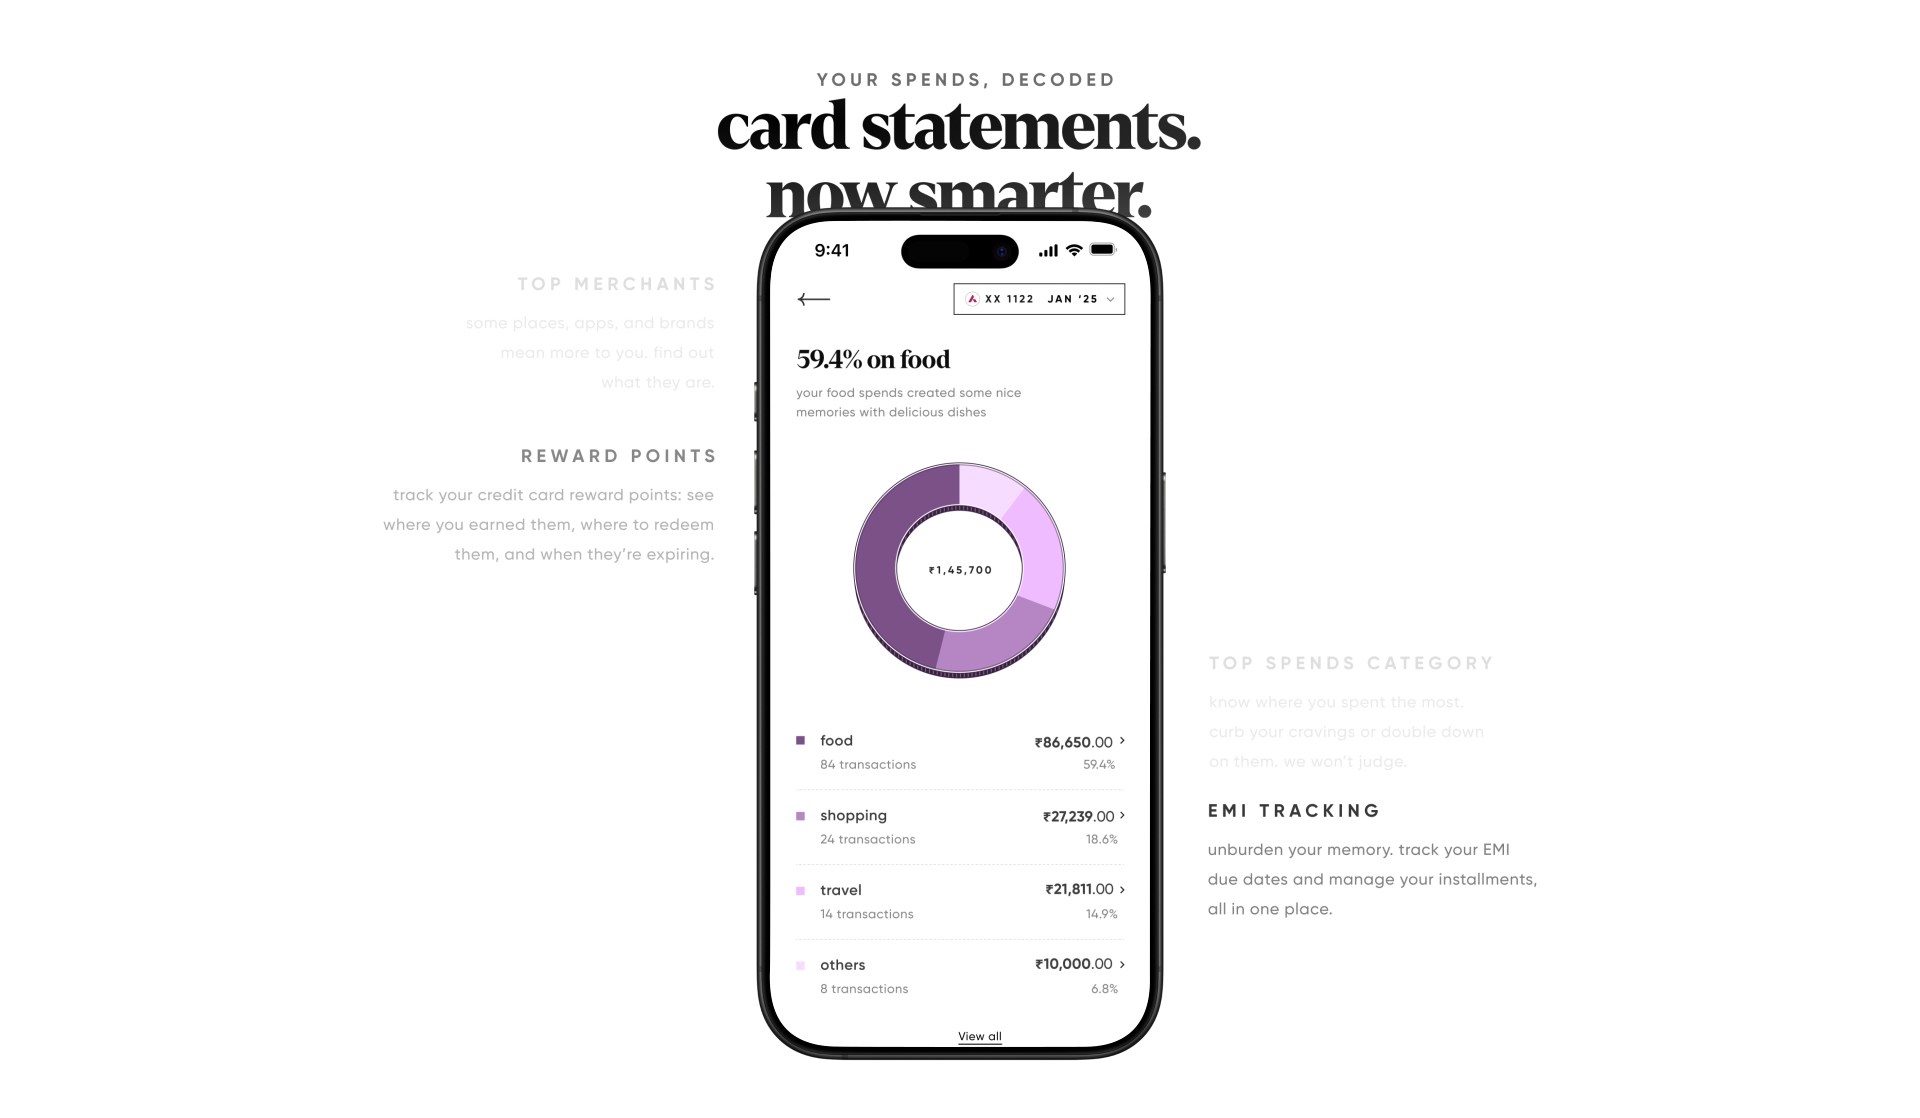 YOUR SPENDS, DECODED
card statements.
now smarter.
TOP MERCHANTS
some places, apps, and brands
mean more to you. find out
what they are.
REWARD POINTS
track your credit card reward points: see
where you earned them, where to redeem
them, and when they’re expiring.
9:41
XX 1122 JAN ‘25
59.4% on food
your food spends created some nice
memories with delicious dishes
₹1,45,700
food ₹86,650.00
84 transactions 59.4%
shopping ₹27,239.00
24 transactions 18.6%
travel ₹21,811.00
14 transactions 14.9%
others ₹10,000.00
8 transactions 6.8%
View all
TOP SPENDS CATEGORY
know where you spent the most.
curb your cravings or double down
on them. we won't judge.
EMI TRACKING
unburden your memory. track your EMI
due dates and manage your installments,
all in one place.